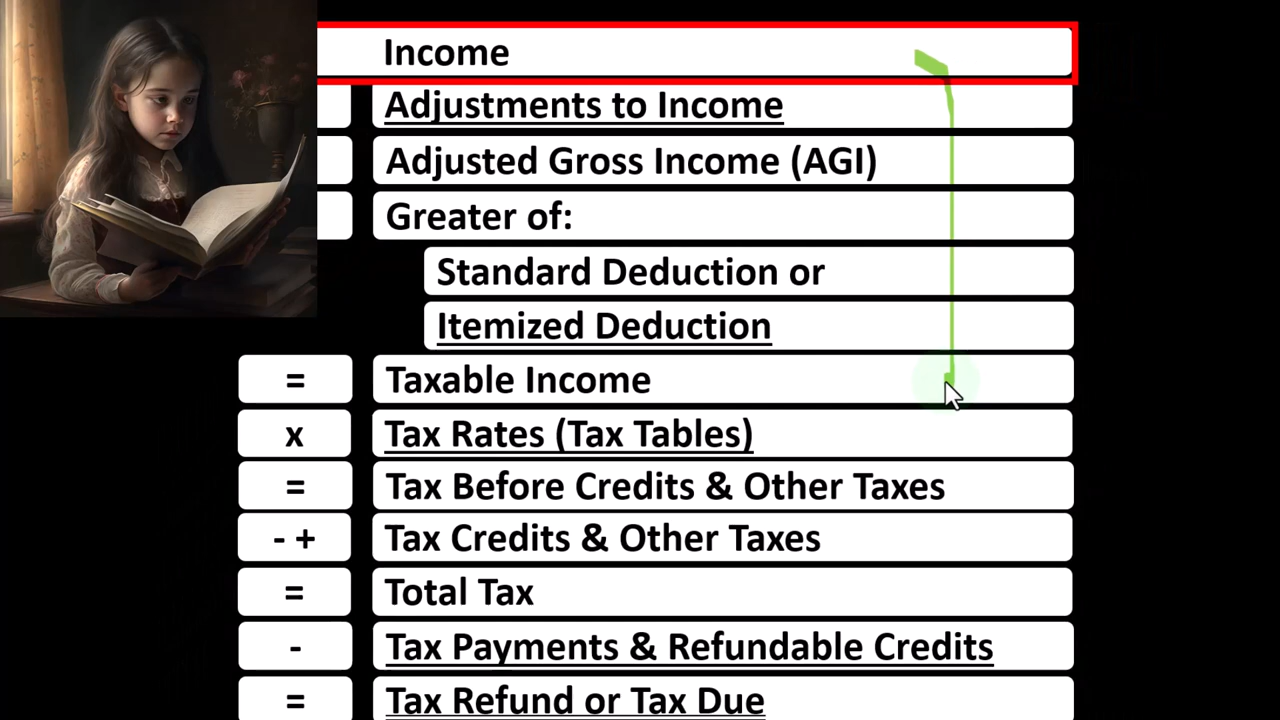 Income
Adjustments to Income
Adjusted Gross Income (AGI)
Greater of:
Standard Deduction or
Itemized Deduction
= Taxable Income
x Tax Rates (Tax Tables)
= Tax Before Credits & Other Taxes
- + Tax Credits & Other Taxes
= Total Tax
- Tax Payments & Refundable Credits
= Tax Refund or Tax Due